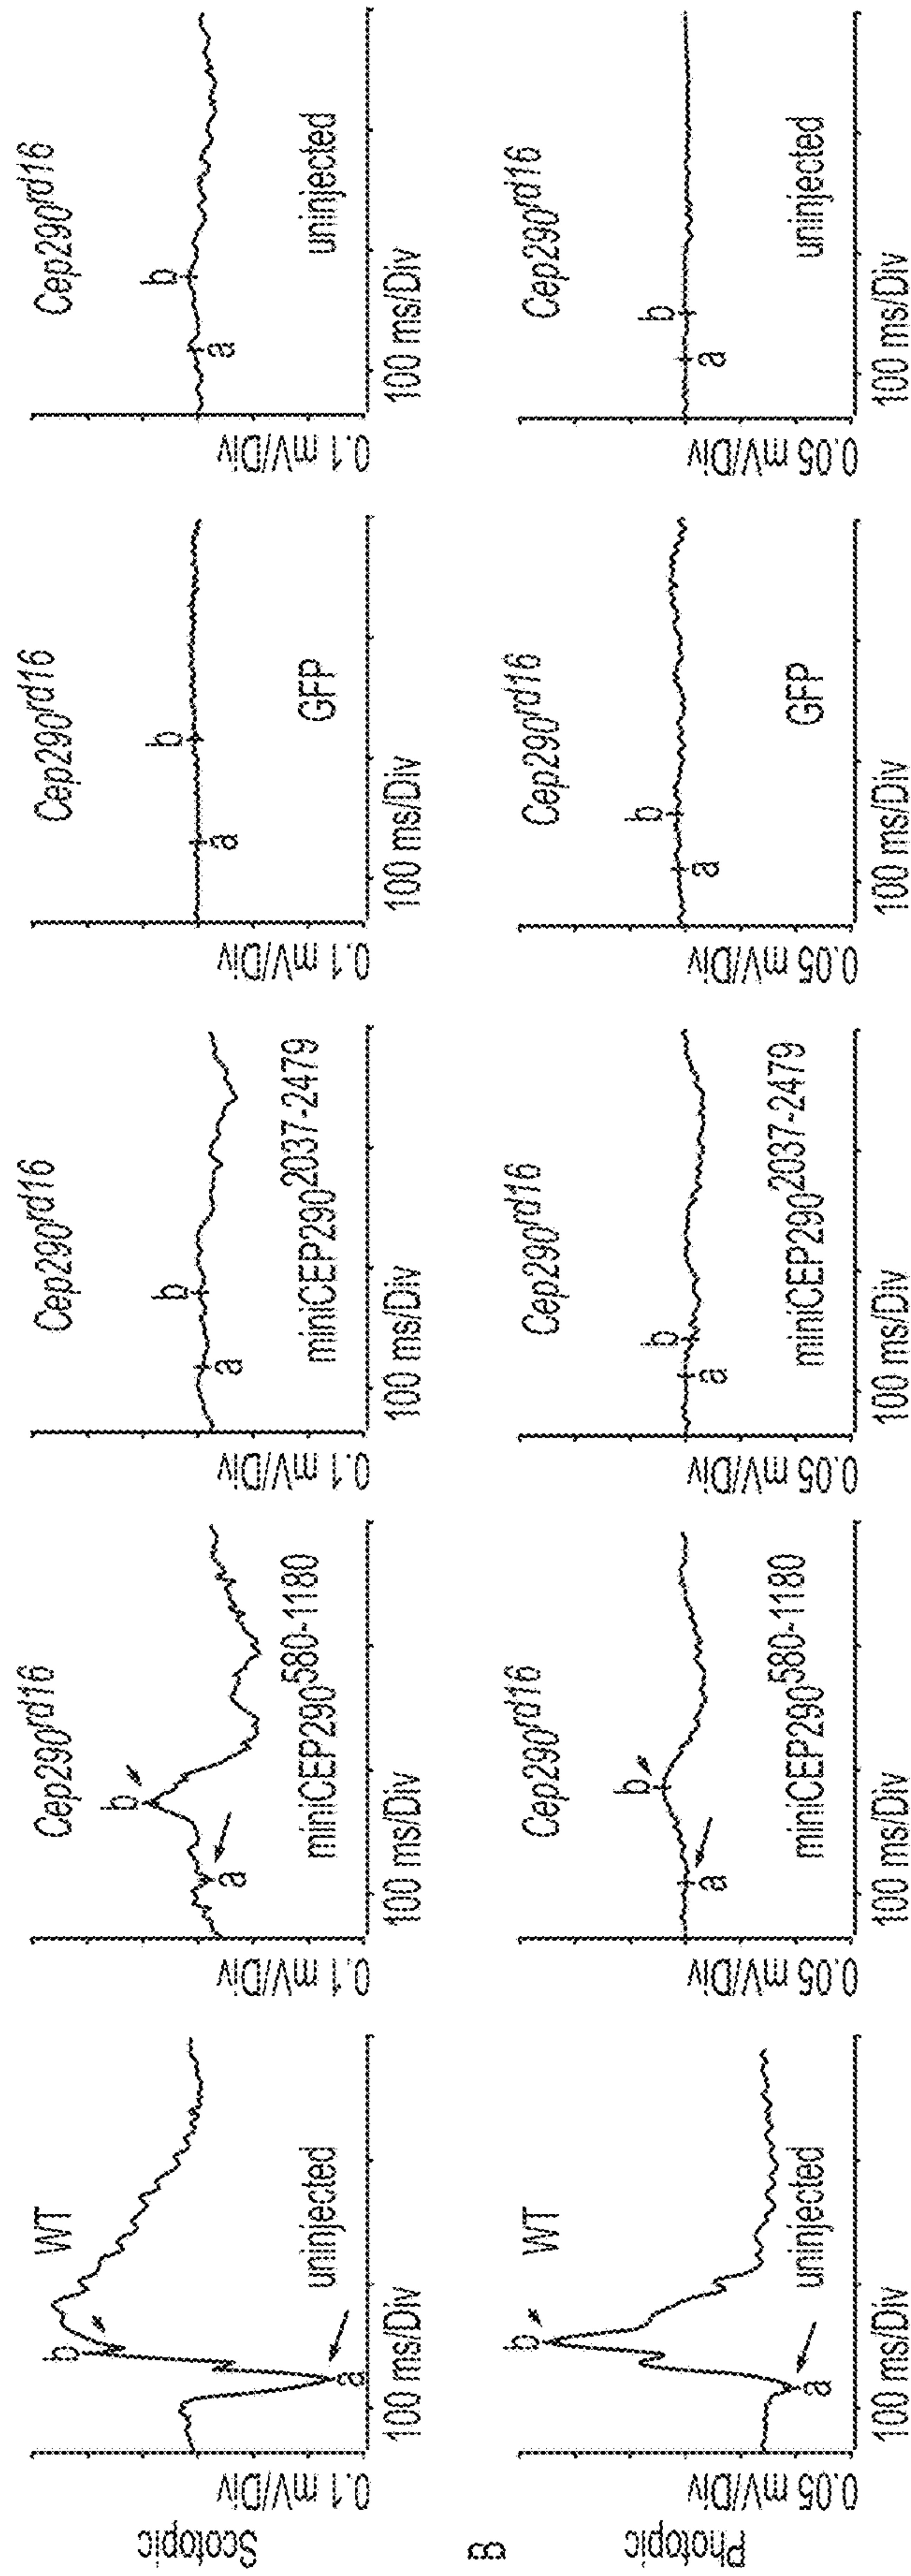 Scotopic
WT
b
a
uninjected
0.1 mV/Div
100 ms/Div
Cep290rd16
b
a
miniCEP290580-1180
0.1 mV/Div
100 ms/Div
Cep290rd16
b
a
miniCEP2902037-2479
0.1 mV/Div
100 ms/Div
Cep290rd16
b
a
GFP
0.1 mV/Div
100 ms/Div
Cep290rd16
b
a
uninjected
0.1 mV/Div
100 ms/Div
Photopic
WT
b
a
uninjected
0.05 mV/Div
100 ms/Div
Cep290rd16
b
a
miniCEP290580-1180
0.05 mV/Div
100 ms/Div
Cep290rd16
b
a
miniCEP2902037-2479
0.05 mV/Div
100 ms/Div
Cep290rd16
b
a
GFP
0.05 mV/Div
100 ms/Div
Cep290rd16
b
a
uninjected
0.05 mV/Div
100 ms/Div